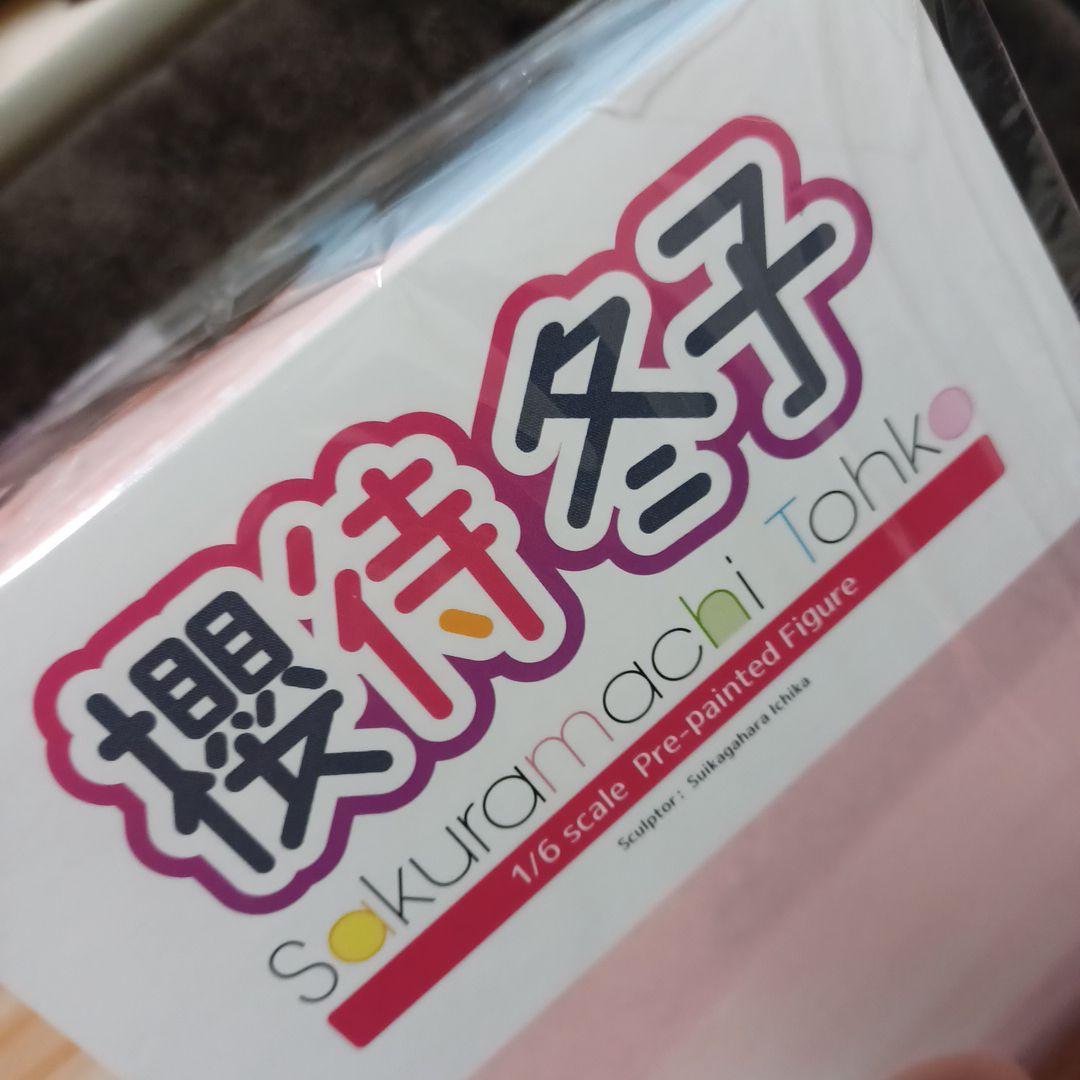 櫻待冬子
Sakuramachi Tohko
1/6 scale Pre-painted Figure
Sculptor: Suikagahara Ichika